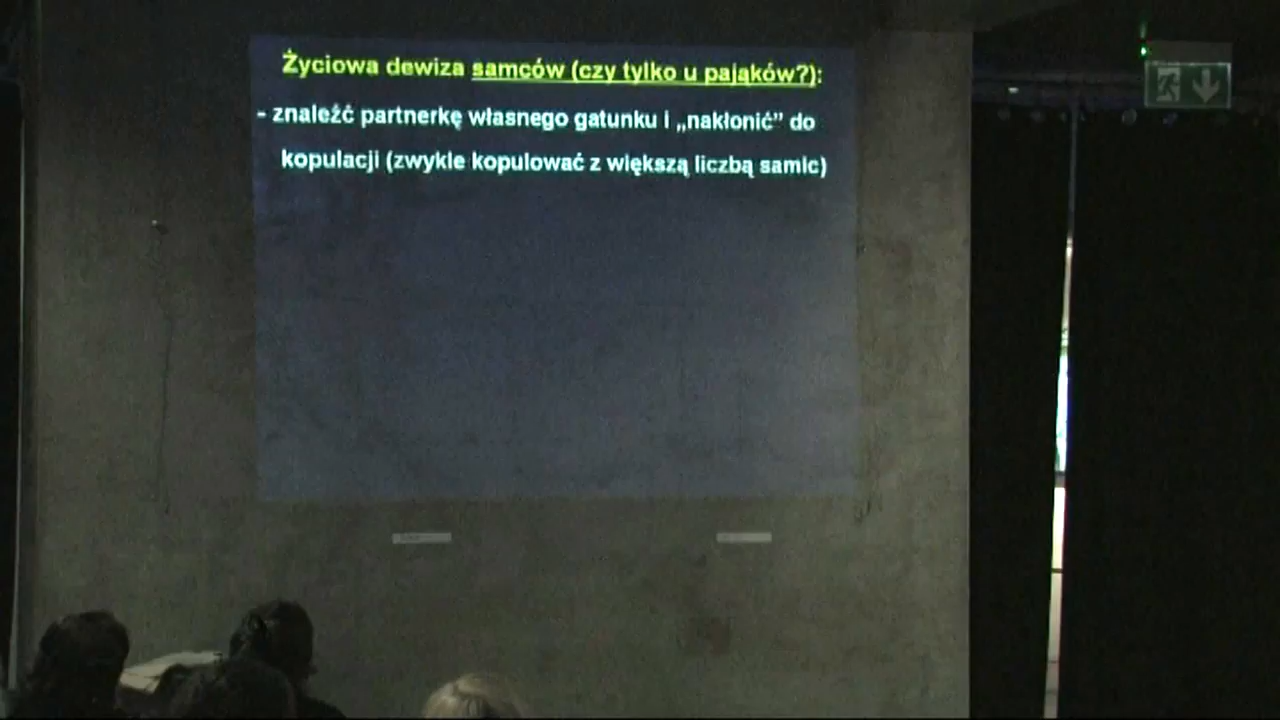 Życiowa dewiza samców (czy tylko u pająków?):
- znaleźć partnerkę własnego gatunku i „nakłonić” do
kopulacji (zwykle kopulować z większą liczbą samic)